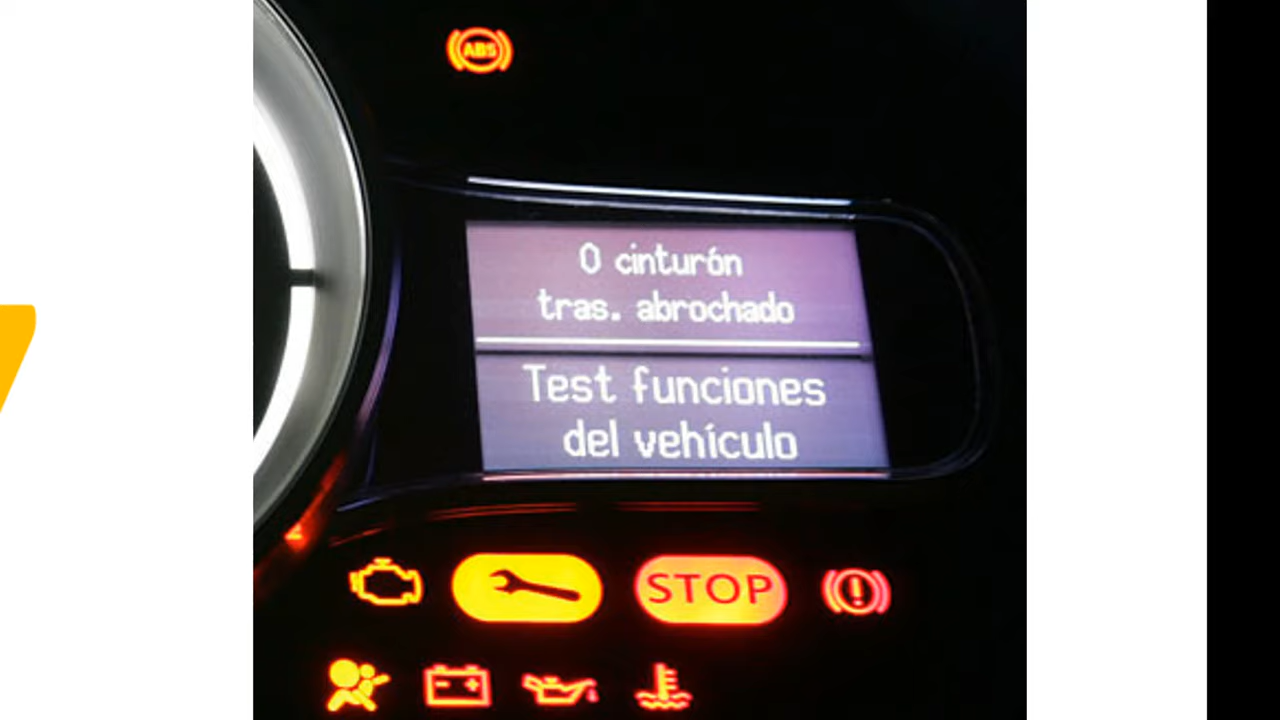 ABS
0 cinturón
tras. abrochado
Test funciones
del vehículo
STOP